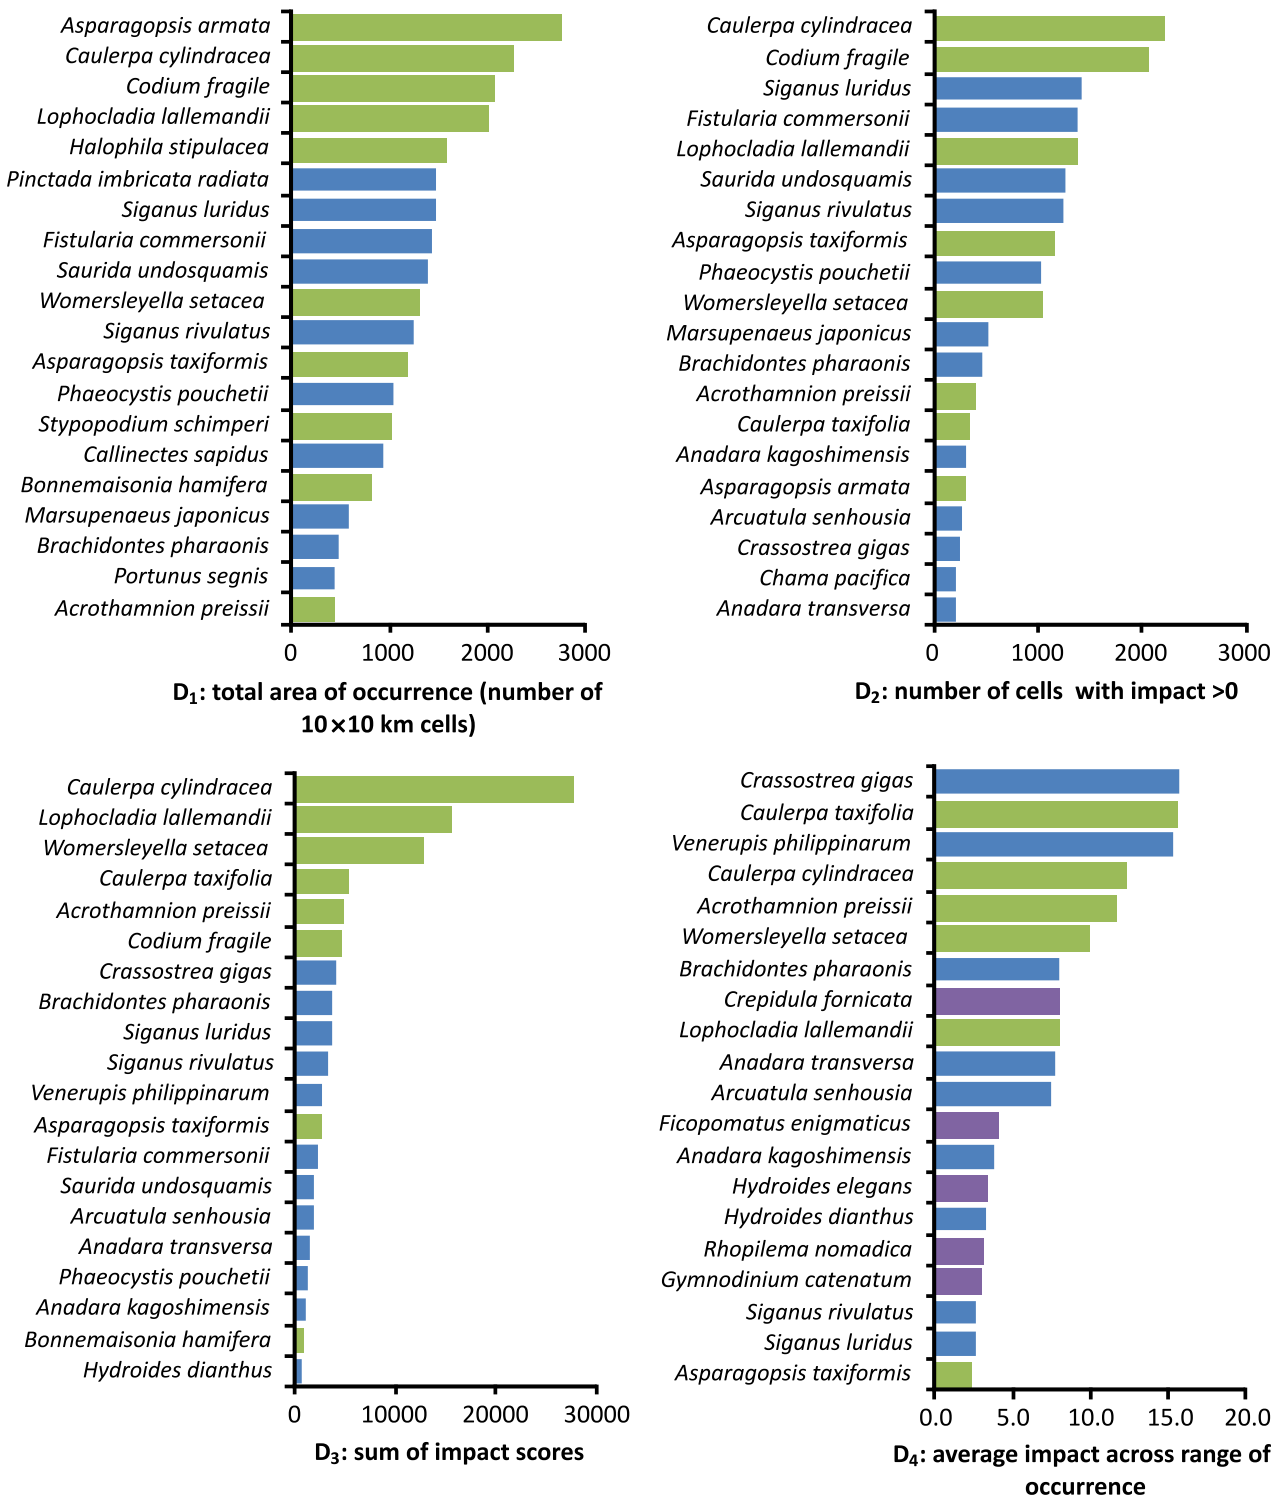 Asparagopsis armata
Caulerpa cylindracea
Codium fragile
Lophocladia lallemandii
Halophila stipulacea
Pinctada imbricata radiata
Siganus luridus
Fistularia commersonii
Saurida undosquamis
Womersleyella setacea
Siganus rivulatus
Asparagopsis taxiformis
Phaeocystis pouchetii
Stypopodium schimperi
Callinectes sapidus
Bonnemaisonia hamifera
Marsupenaeus japonicus
Brachidontes pharaonis
Portunus segnis
Acrothamnion preissii
0 1000 2000 3000
D₁: total area of occurrence (number of
10×10 km cells)
Caulerpa cylindracea
Codium fragile
Siganus luridus
Fistularia commersonii
Lophocladia lallemandii
Saurida undosquamis
Siganus rivulatus
Asparagopsis taxiformis
Phaeocystis pouchetii
Womersleyella setacea
Marsupenaeus japonicus
Brachidontes pharaonis
Acrothamnion preissii
Caulerpa taxifolia
Anadara kagoshimensis
Asparagopsis armata
Arcuatula senhousia
Crassostrea gigas
Chama pacifica
Anadara transversa
0 1000 2000 3000
D₂: number of cells with impact >0
Caulerpa cylindracea
Lophocladia lallemandii
Womersleyella setacea
Caulerpa taxifolia
Acrothamnion preissii
Codium fragile
Crassostrea gigas
Brachidontes pharaonis
Siganus luridus
Siganus rivulatus
Venerupis philippinarum
Asparagopsis taxiformis
Fistularia commersonii
Saurida undosquamis
Arcuatula senhousia
Anadara transversa
Phaeocystis pouchetii
Anadara kagoshimensis
Bonnemaisonia hamifera
Hydroides dianthus
0 10000 20000 30000
D₃: sum of impact scores
Crassostrea gigas
Caulerpa taxifolia
Venerupis philippinarum
Caulerpa cylindracea
Acrothamnion preissii
Womersleyella setacea
Brachidontes pharaonis
Crepidula fornicata
Lophocladia lallemandii
Anadara transversa
Arcuatula senhousia
Ficopomatus enigmaticus
Anadara kagoshimensis
Hydroides elegans
Hydroides dianthus
Rhopilema nomadica
Gymnodinium catenatum
Siganus rivulatus
Siganus luridus
Asparagopsis taxiformis
0.0 5.0 10.0 15.0 20.0
D₄: average impact across range of
occurrence